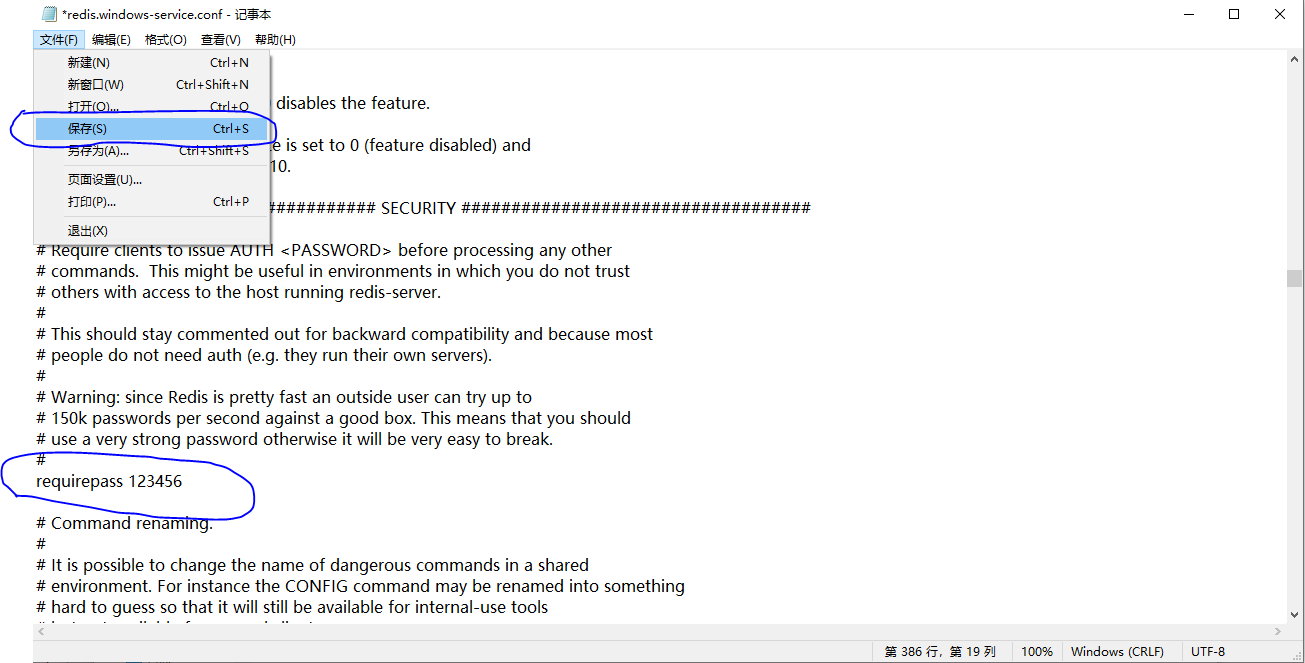 *redis.windows-service.conf - 记事本
文件(F) 编辑(E) 格式(O) 查看(V) 帮助(H)
新建(N) Ctrl+N
新窗口(W) Ctrl+Shift+N
打开(O)... Ctrl+O
保存(S) Ctrl+S
另存为(A)... Ctrl+Shift+S
页面设置(U)...
打印(P)... Ctrl+P
退出(X)
disables the feature.
is set to 0 (feature disabled) and
10.
########### SECURITY ###################################
# Require clients to issue AUTH <PASSWORD> before processing any other
# commands.  This might be useful in environments in which you do not trust
# others with access to the host running redis-server.
#
# This should stay commented out for backward compatibility and because most
# people do not need auth (e.g. they run their own servers).
#
# Warning: since Redis is pretty fast an outside user can try up to
# 150k passwords per second against a good box. This means that you should
# use a very strong password otherwise it will be very easy to break.
#
requirepass 123456
# Command renaming.
#
# It is possible to change the name of dangerous commands in a shared
# environment. For instance the CONFIG command may be renamed into something
# hard to guess so that it will still be available for internal-use tools
第 386 行，第 19 列 100% Windows (CRLF) UTF-8